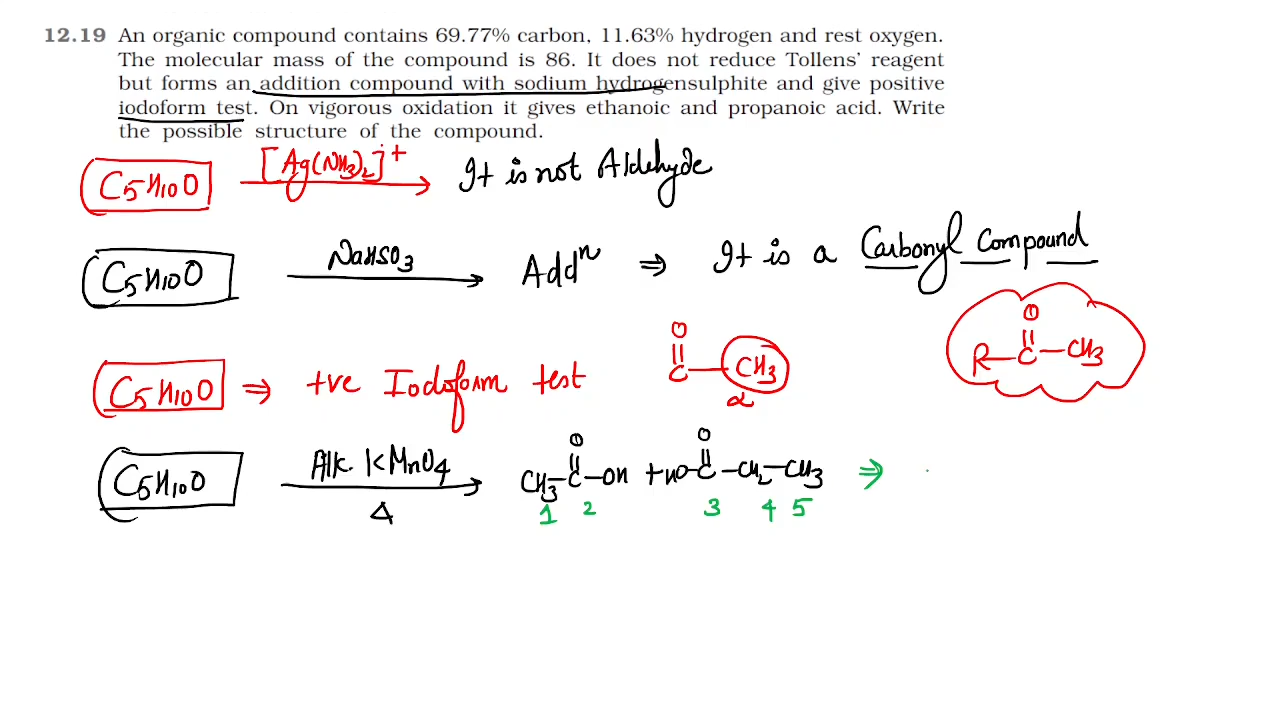 12.19 An organic compound contains 69.77% carbon, 11.63% hydrogen and rest oxygen.
The molecular mass of the compound is 86. It does not reduce Tollens' reagent
but forms an addition compound with sodium hydrogensulphite and give positive
iodoform test. On vigorous oxidation it gives ethanoic and propanoic acid. Write
the possible structure of the compound.
C5H10O [Ag(NH3)2]+ It is not Aldehyde
C5H10O NaHSO3 Addn ⇒ It is a Carbonyl Compound
O
R–C–CH3
C5H10O ⇒ +ve Iodoform test
O
C–CH3
α
C5H10O Alk. KMnO4
Δ
O O
CH3–C–OH + HO–C–CH2–CH3 ⇒
1 2 3 4 5